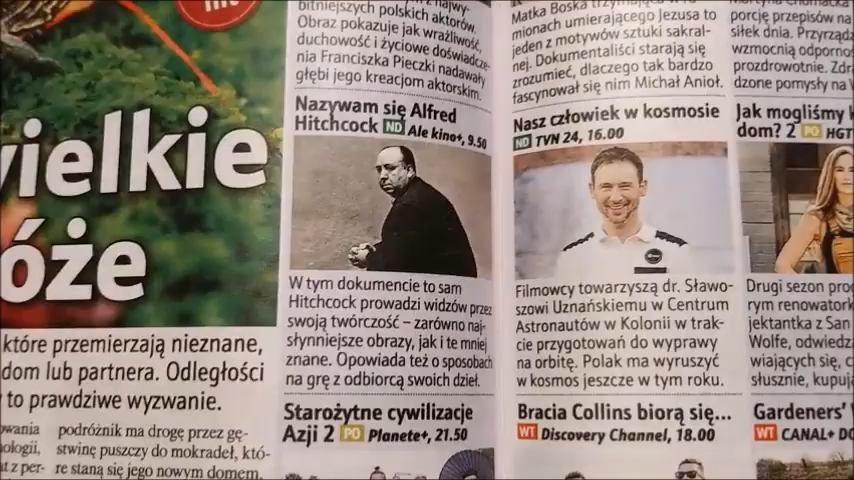 wielkie
óże
które przemierzają nieznane,
dom lub partnera. Odległości
to prawdziwe wyzwanie.
podróżnik ma drogę przez gę-
stwinę puszczy do mokradeł, któ-
re staną się jego nowym domem.
bitniejszych polskich aktorów.
Obraz pokazuje jak wrażliwość,
duchowość i życiowe doświadcze-
nia Franciszka Pieczki nadawały
głębi jego kreacjom aktorskim.
Nazywam się Alfred
Hitchcock ND Ale kino+, 9.50
W tym dokumencie to sam
Hitchcock prowadzi widzów przez
swoją twórczość – zarówno naj-
słynniejsze obrazy, jak i te mniej
znane. Opowiada też o sposobach
na grę z odbiorcą swoich dzieł.
Starożytne cywilizacje
Azji 2 PO Planete+, 21.50
Matka Boska
mionach umierającego Jezusa to
jeden z motywów sztuki sakral-
nej. Dokumentaliści starają się
zrozumieć, dlaczego tak bardzo
fascynował się nim Michał Anioł.
Nasz człowiek w kosmosie
ND TVN 24, 16.00
Filmowcy towarzyszą dr. Sławo-
szowi Uznańskiemu w Centrum
Astronautów w Kolonii w trak-
cie przygotowań do wyprawy
na orbitę. Polak ma wyruszyć
w kosmos jeszcze w tym roku.
Bracia Collins biorą się...
WT Discovery Channel, 18.00
porcję przepisów na
siłek dnia. Przyrząd
wzmocnią odpornoś
prozdrowotnie. Zdr
dzone pomysły na
Jak mogliśmy k
dom? 2 PO HGT
Drugi sezon pro
rym renowatork
jektantka z San
Wolfe, odwiedz
wiających się, c
słusznie, kupują
Gardeners'
WT CANAL+ DO